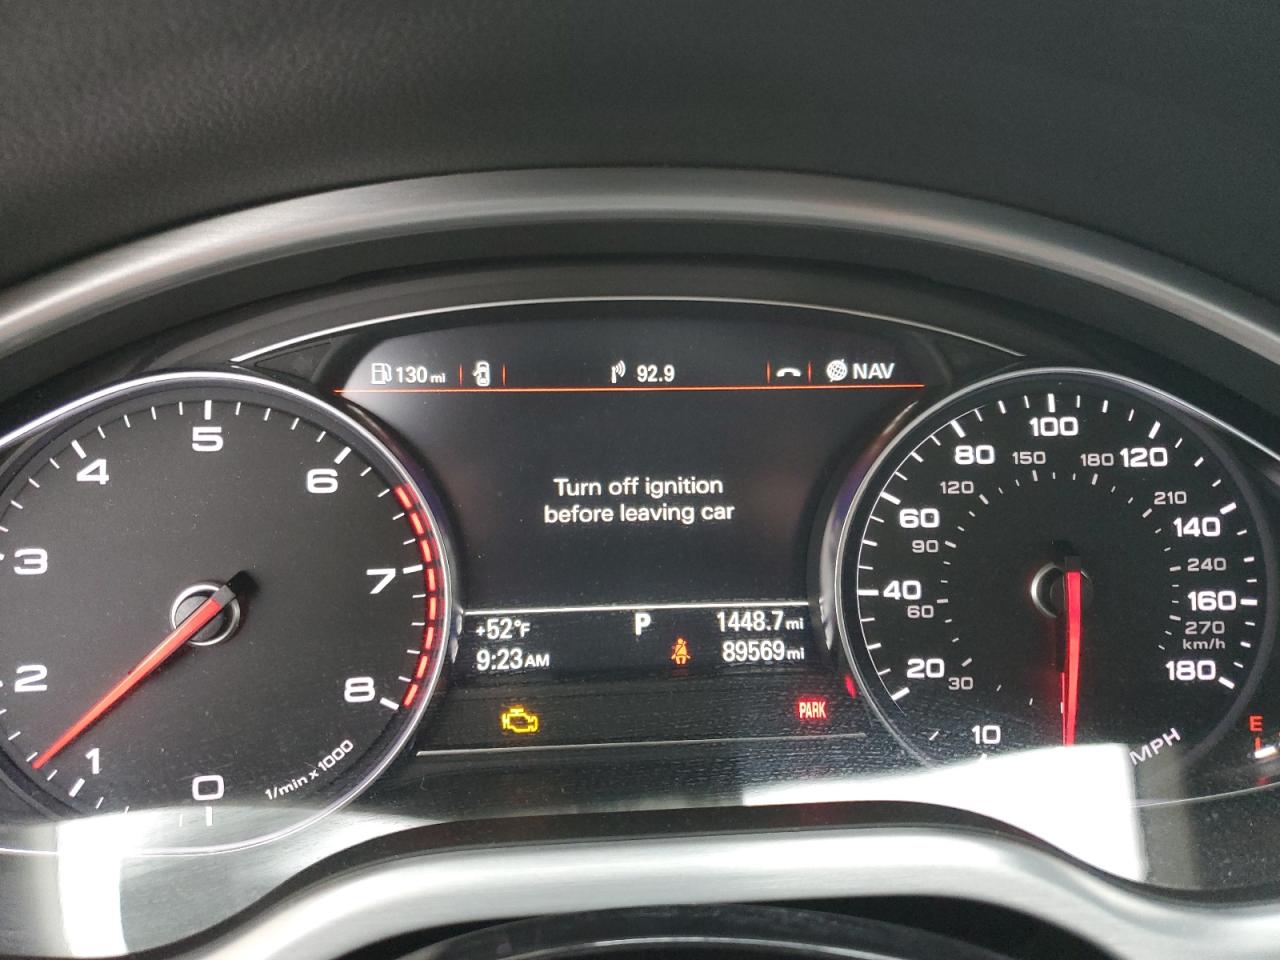 130 mi
92.9
NAV
Turn off ignition
before leaving car
+52°F
P
1448.7 mi
9:23 AM
89569 mi
PARK
0
1
2
3
4
5
6
7
8
1/min x 1000
10
20
40
60
80
100
120
140
160
180
30
60
90
120
150
180
210
240
270
km/h
MPH
E